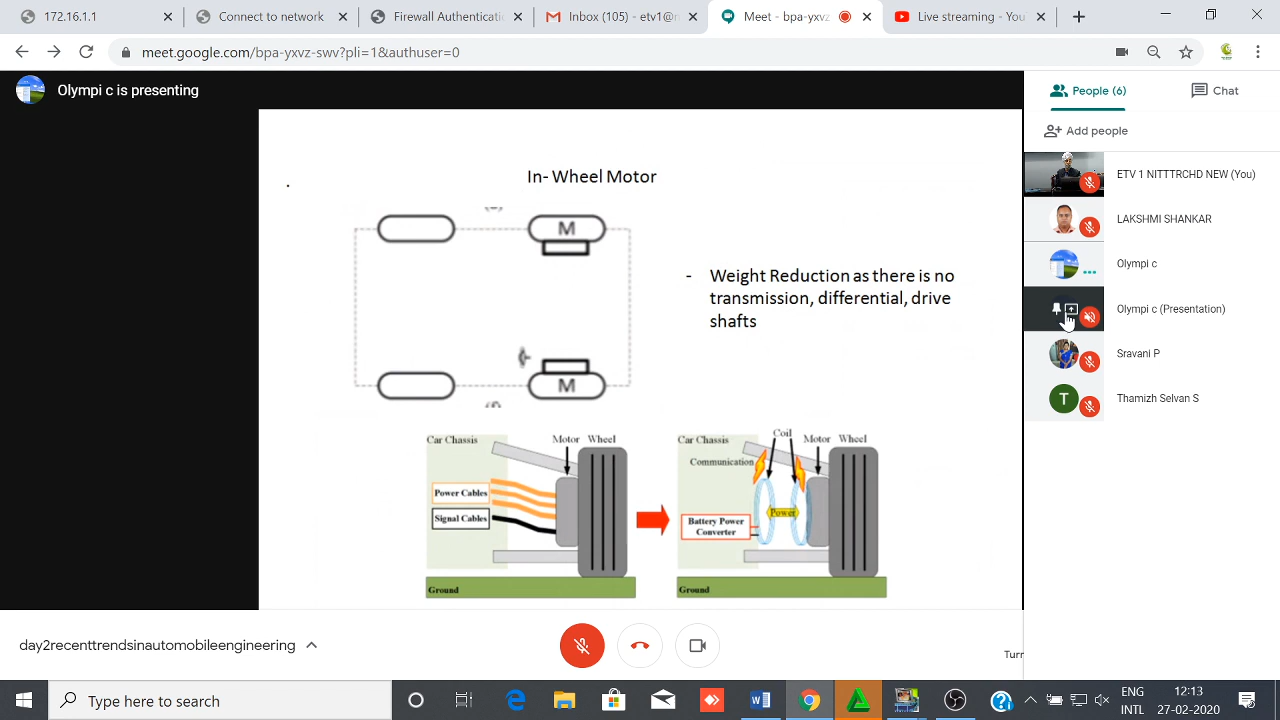 172.16.1
Connect to network
Firewall Authenticati
Inbox (105)
etv1@n
Meet - bpa-yxvz
Live streaming - You
meet.google.com/bpa-yxvz-swv?pli=1&authuser=0
Olympi c is presenting
People (6)
Chat
Add people
ETV 1 NITTTRCHD NEW (You)
LAKSHMI SHANKAR
Olympi c
Olympi c (Presentation)
Sravani P
T
Thamizh Selvan S
In- Wheel Motor
M
M
- Weight Reduction as there is no
transmission, differential, drive
shafts
Car Chassis
Motor Wheel
Power Cables
Signal Cables
Ground
Car Chassis
Coil
Motor Wheel
Communication
Power
Battery Power
Converter
Ground
day2recenttrendsinautomobileengineering
Turn
Type here to search
ENG
INTL
12:13
27-02-2020